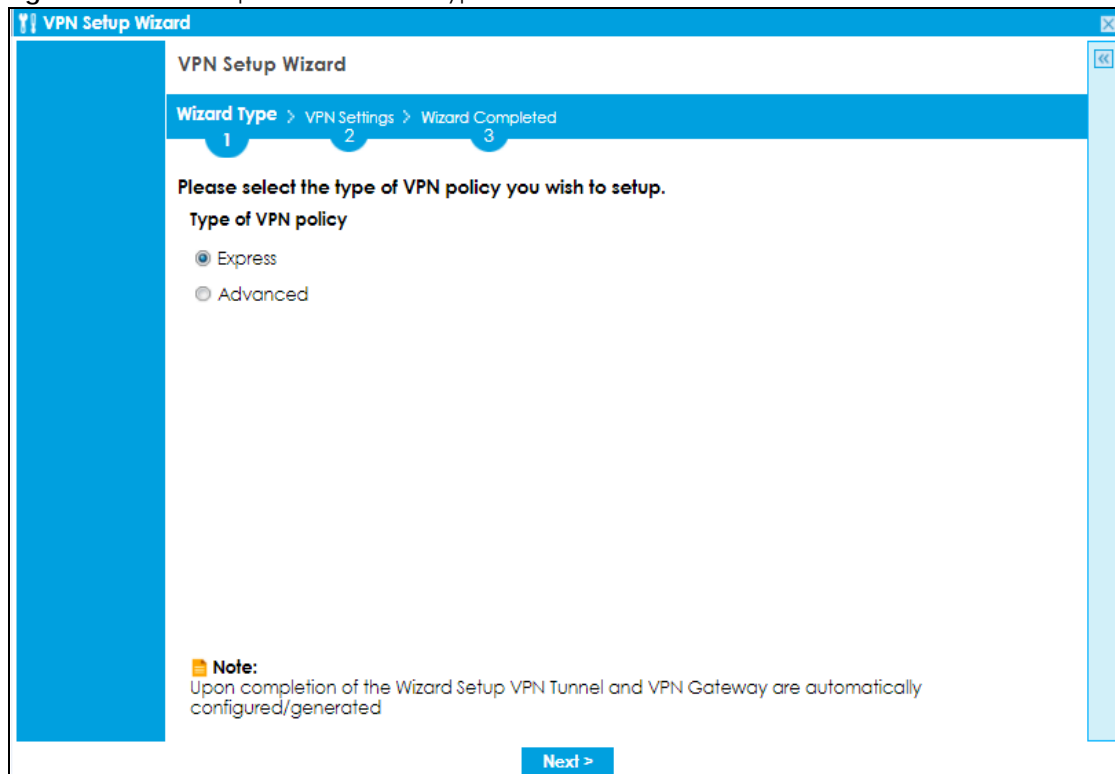 VPN Setup Wizard
VPN Setup Wizard
Wizard Type > VPN Settings > Wizard Completed
1 2 3
Please select the type of VPN policy you wish to setup.
Type of VPN policy
Express
Advanced
Note:
Upon completion of the Wizard Setup VPN Tunnel and VPN Gateway are automatically
configured/generated
Next >